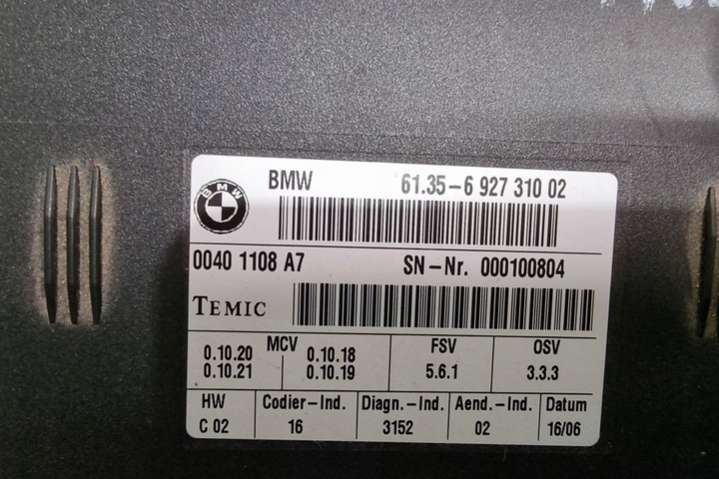 BMW 61.35-6 927 310 02
BMW
0040 1108 A7 SN-Nr. 000100804
TEMIC
MCV FSV OSV
0.10.20 0.10.18
0.10.21 0.10.19 5.6.1 3.3.3
HW Codier-Ind. Diagn.-Ind. Aend.-Ind. Datum
C 02 16 3152 02 16/06